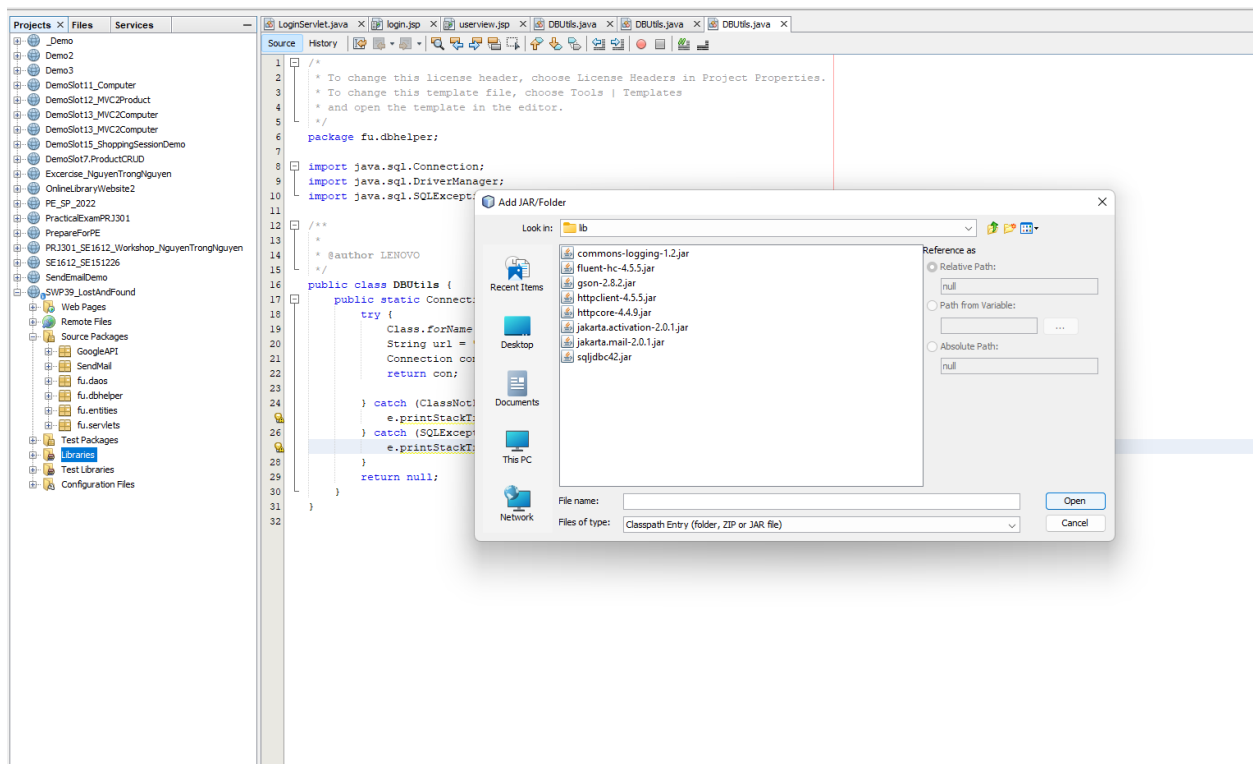 Projects Files Services
LoginServlet.java login.jsp userview.jsp DBUtils.java DBUtils.java DBUtils.java
_Demo
Demo2
Demo3
DemoSlot11_Computer
DemoSlot12_MVC2Product
DemoSlot13_MVC2Computer
DemoSlot13_MVC2Computer
DemoSlot15_ShoppingSessionDemo
DemoSlot7.ProductCRUD
Excercise_NguyenTrongNguyen
OnlineLibraryWebsite2
PE_SP_2022
PracticalExamPRJ301
PrepareForPE
PRJ301_SE1612_Workshop_NguyenTrongNguyen
SE1612_SE151226
SendEmailDemo
SWP39_LostAndFound
Web Pages
Remote Files
Source Packages
GoogleAPI
SendMail
fu.daos
fu.dbhelper
fu.entities
fu.servlets
Test Packages
Libraries
Test Libraries
Configuration Files
Source History
1 /*
2 * To change this license header, choose License Headers in Project Properties.
3 * To change this template file, choose Tools | Templates
4 * and open the template in the editor.
5 */
6 package fu.dbhelper;
7
8 import java.sql.Connection;
9 import java.sql.DriverManager;
10 import java.sql.SQLExcepti
11
12 /**
13 *
14 * @author LENOVO
15 */
16 public class DBUtils {
17 public static Connecti
18 try {
19 Class.forName
20 String url = "
21 Connection con
22 return con;
23
24 } catch (ClassNotF
e.printStackTr
26 } catch (SQLExcept
e.printStackTr
28 }
29 return null;
30 }
31 }
32
Add JAR/Folder
Look in: lib
Recent Items
Desktop
Documents
This PC
Network
commons-logging-1.2.jar
fluent-hc-4.5.5.jar
gson-2.8.2.jar
httpclient-4.5.5.jar
httpcore-4.4.9.jar
jakarta.activation-2.0.1.jar
jakarta.mail-2.0.1.jar
sqljdbc42.jar
Reference as
Relative Path:
null
Path from Variable:
...
Absolute Path:
null
File name:
Open
Files of type: Classpath Entry (folder, ZIP or JAR file)
Cancel